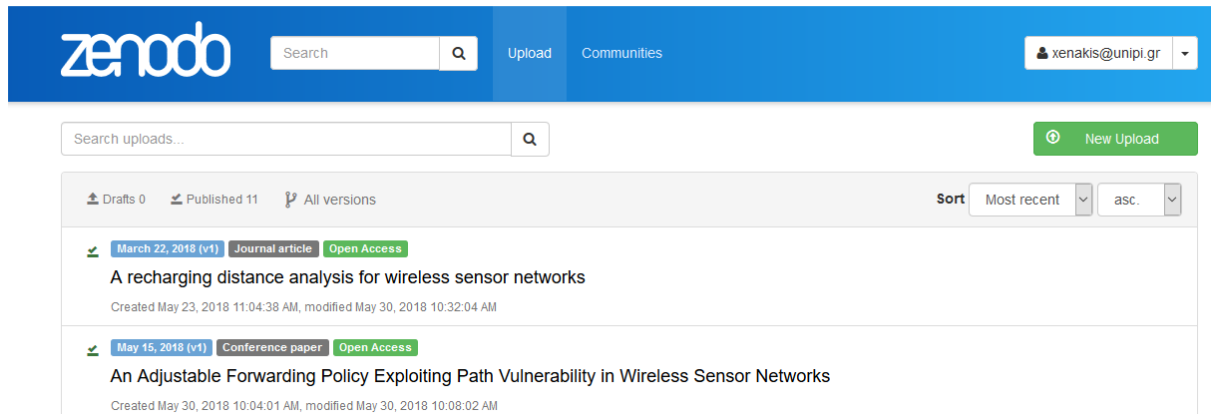 zenodo Search Upload Communities xenakis@unipi.gr
Search uploads... New Upload
Drafts 0 Published 11 All versions Sort Most recent asc.
March 22, 2018 (v1) Journal article Open Access
A recharging distance analysis for wireless sensor networks
Created May 23, 2018 11:04:38 AM, modified May 30, 2018 10:32:04 AM
May 15, 2018 (v1) Conference paper Open Access
An Adjustable Forwarding Policy Exploiting Path Vulnerability in Wireless Sensor Networks
Created May 30, 2018 10:04:01 AM, modified May 30, 2018 10:08:02 AM